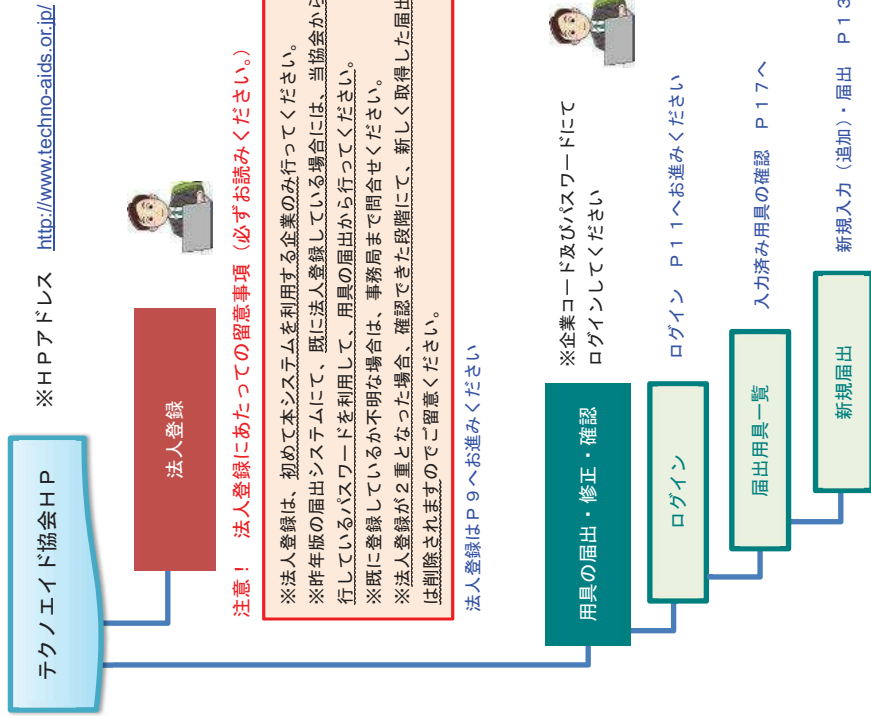 テクノエイド協会HP
※HPアドレス http://www.techno-aids.or.jp/
法人登録
注意！ 法人登録にあたっての留意事項（必ずお読みください。）
※法人登録は、初めて本システムを利用する企業のみ行ってください。
※昨年版の届出システムにて、既に法人登録している場合には、当協会から
行しているパスワードを利用して、用具の届出から行ってください。
※既に登録しているか不明な場合は、事務局まで問合せください。
※法人登録が２重となった場合、確認できた段階にて、新しく取得した届出
は削除されますのでご留意ください。
法人登録はＰ９へお進みください
用具の届出・修正・確認
※企業コード及びパスワードにて
ログインしてください
ログイン
ログイン Ｐ１１へお進みください
届出用具一覧
入力済み用具の確認 Ｐ１７へ
新規届出
新規入力（追加）・届出 Ｐ１３